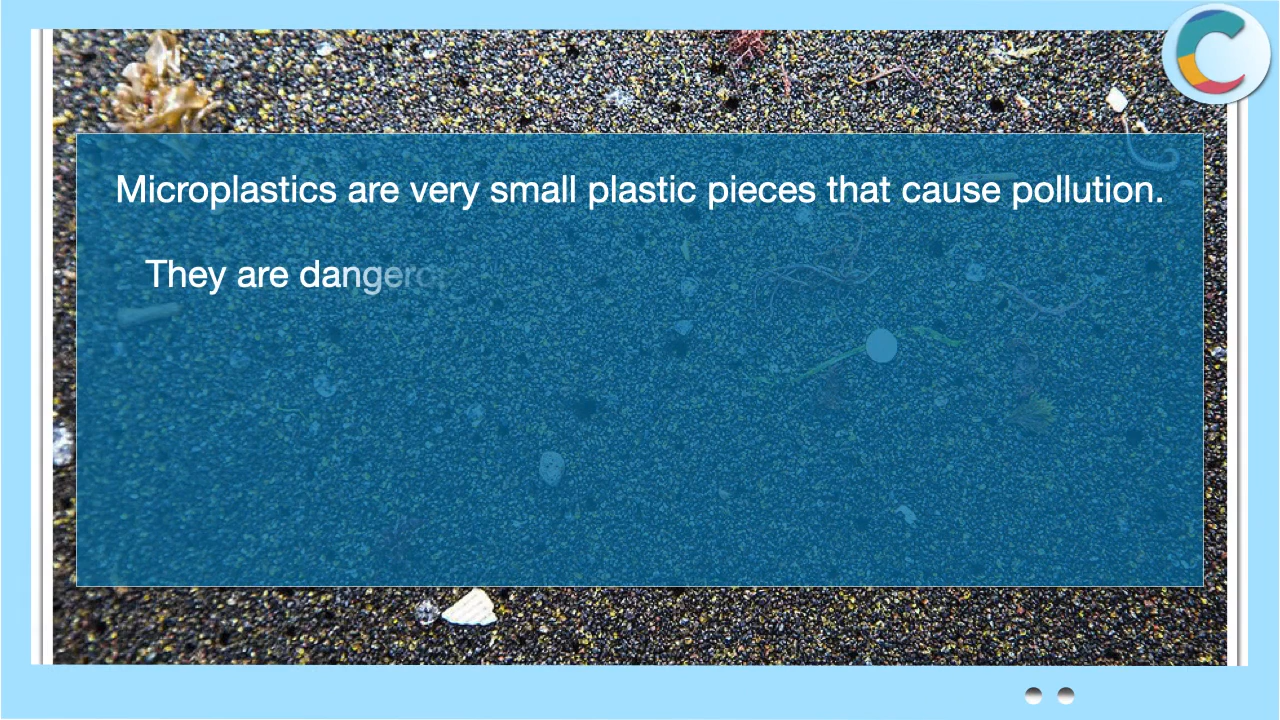 Microplastics are very small plastic pieces that cause pollution.
They are